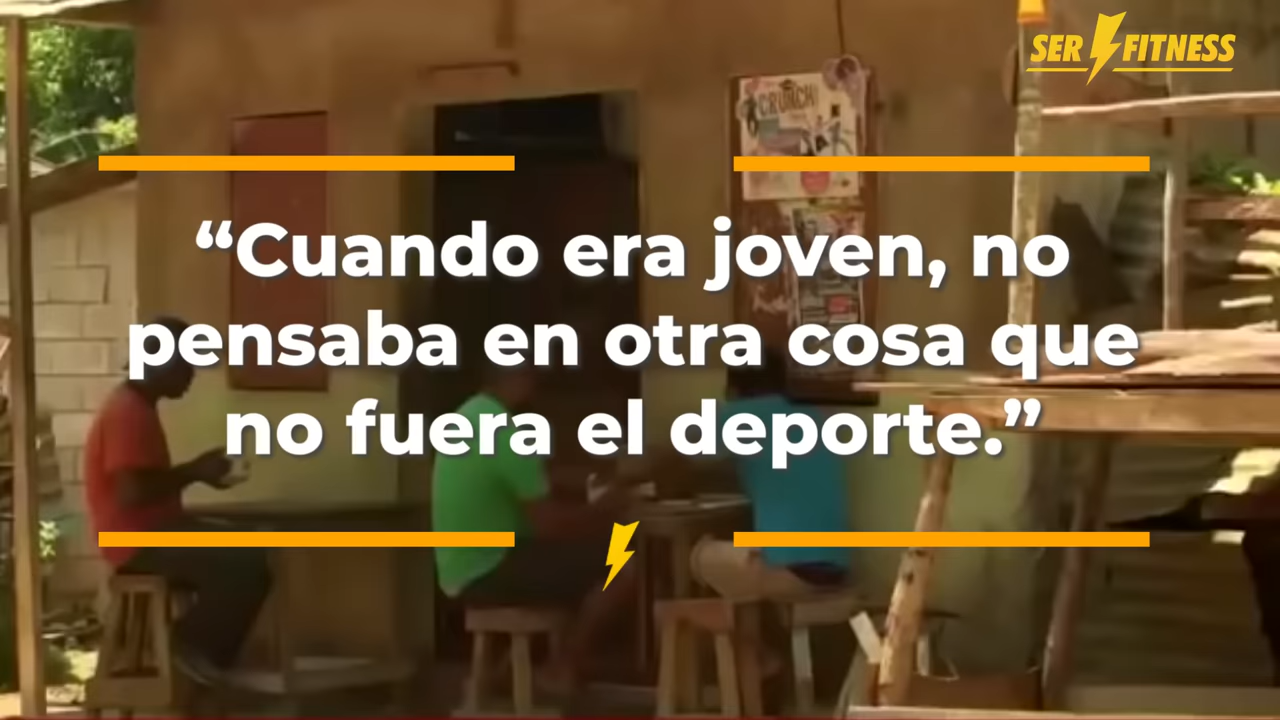 SER FITNESS
CRUNCH
“Cuando era joven, no
pensaba en otra cosa que
no fuera el deporte.”